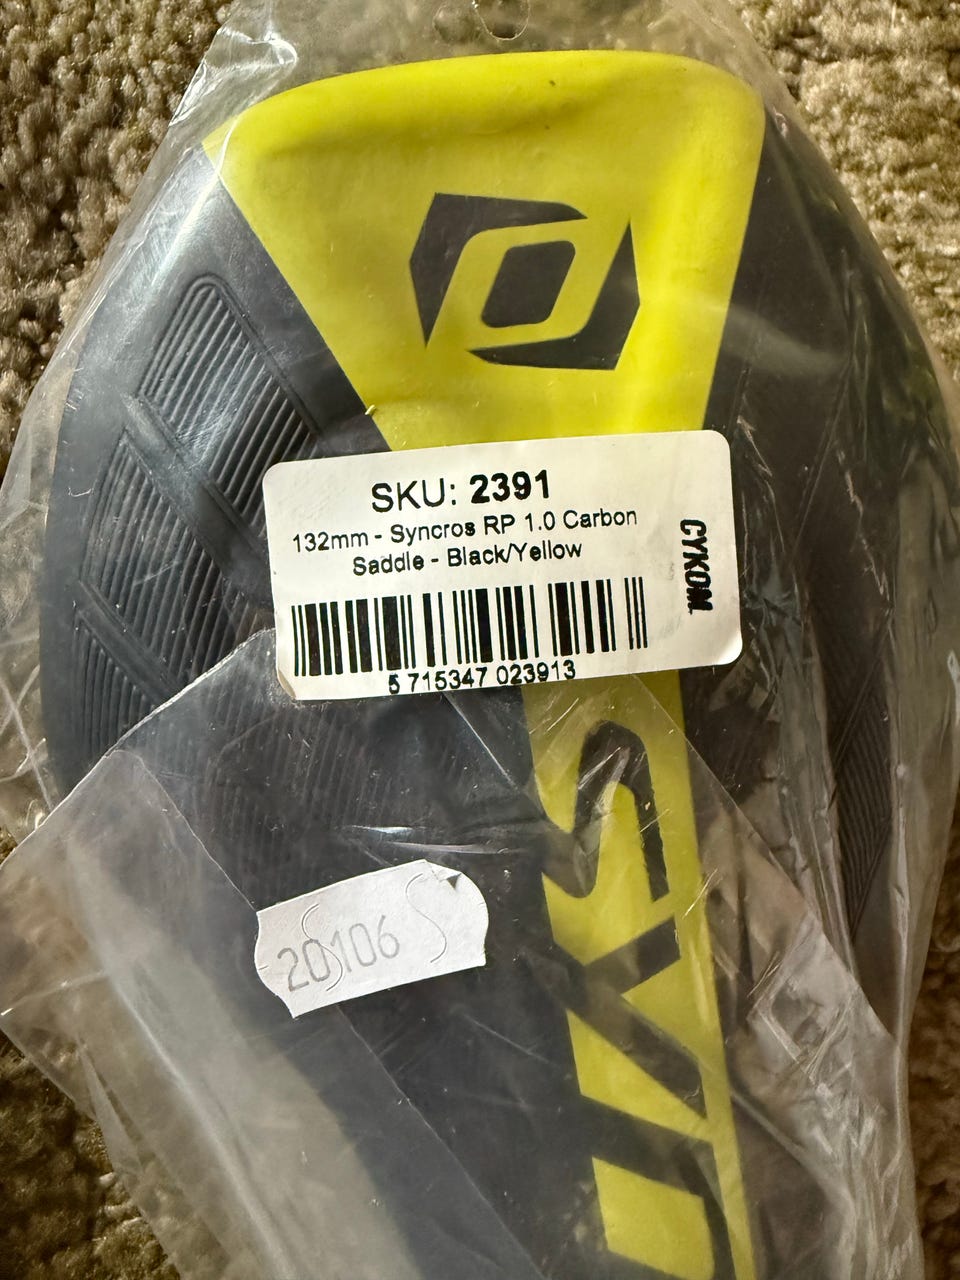 SKU: 2391
132mm - Syncros RP 1.0 Carbon
Saddle - Black/Yellow
CYKOM
5 715347 023913
20106